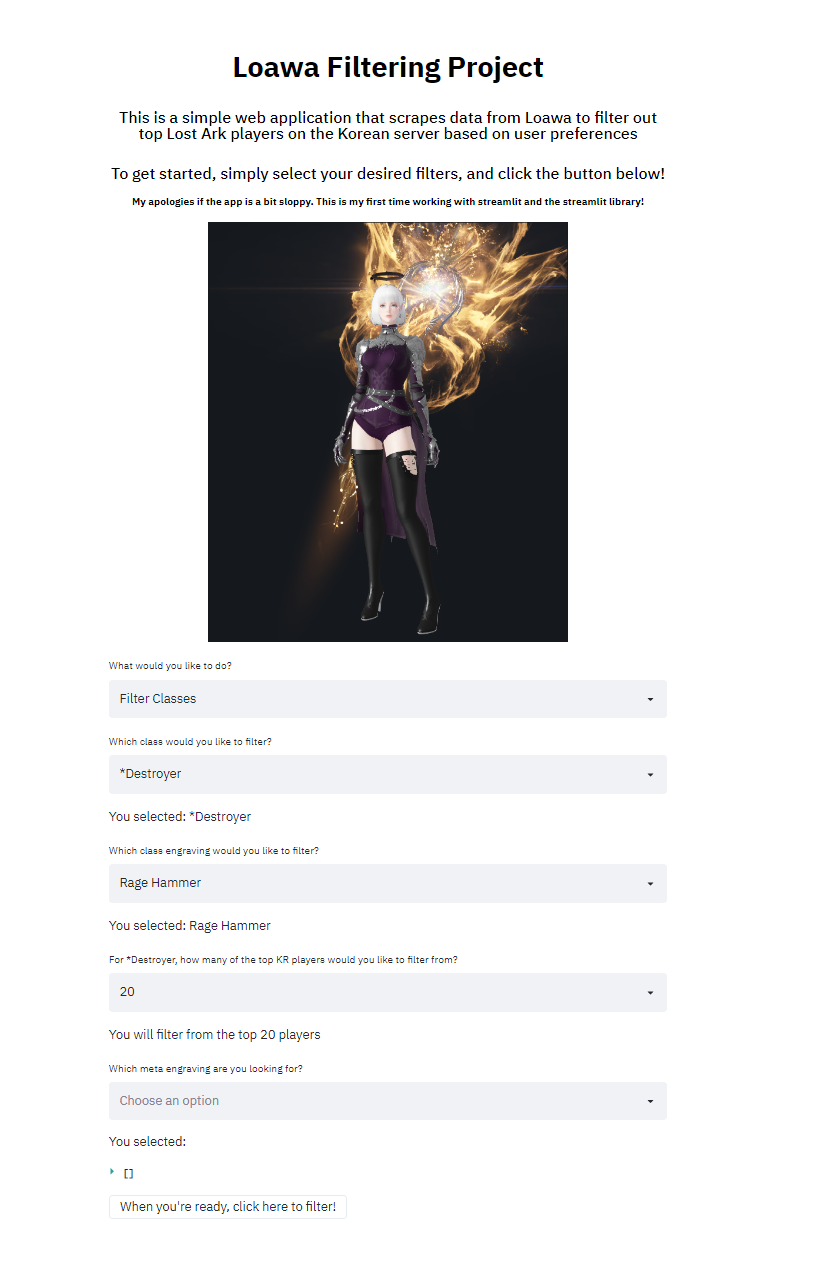 Loawa Filtering Project
This is a simple web application that scrapes data from Loawa to filter out
top Lost Ark players on the Korean server based on user preferences
To get started, simply select your desired filters, and click the button below!
My apologies if the app is a bit sloppy. This is my first time working with streamlit and the streamlit library!
What would you like to do?
Filter Classes
Which class would you like to filter?
*Destroyer
You selected: *Destroyer
Which class engraving would you like to filter?
Rage Hammer
You selected: Rage Hammer
For *Destroyer, how many of the top KR players would you like to filter from?
20
You will filter from the top 20 players
Which meta engraving are you looking for?
Choose an option
You selected:
[]
When you're ready, click here to filter!